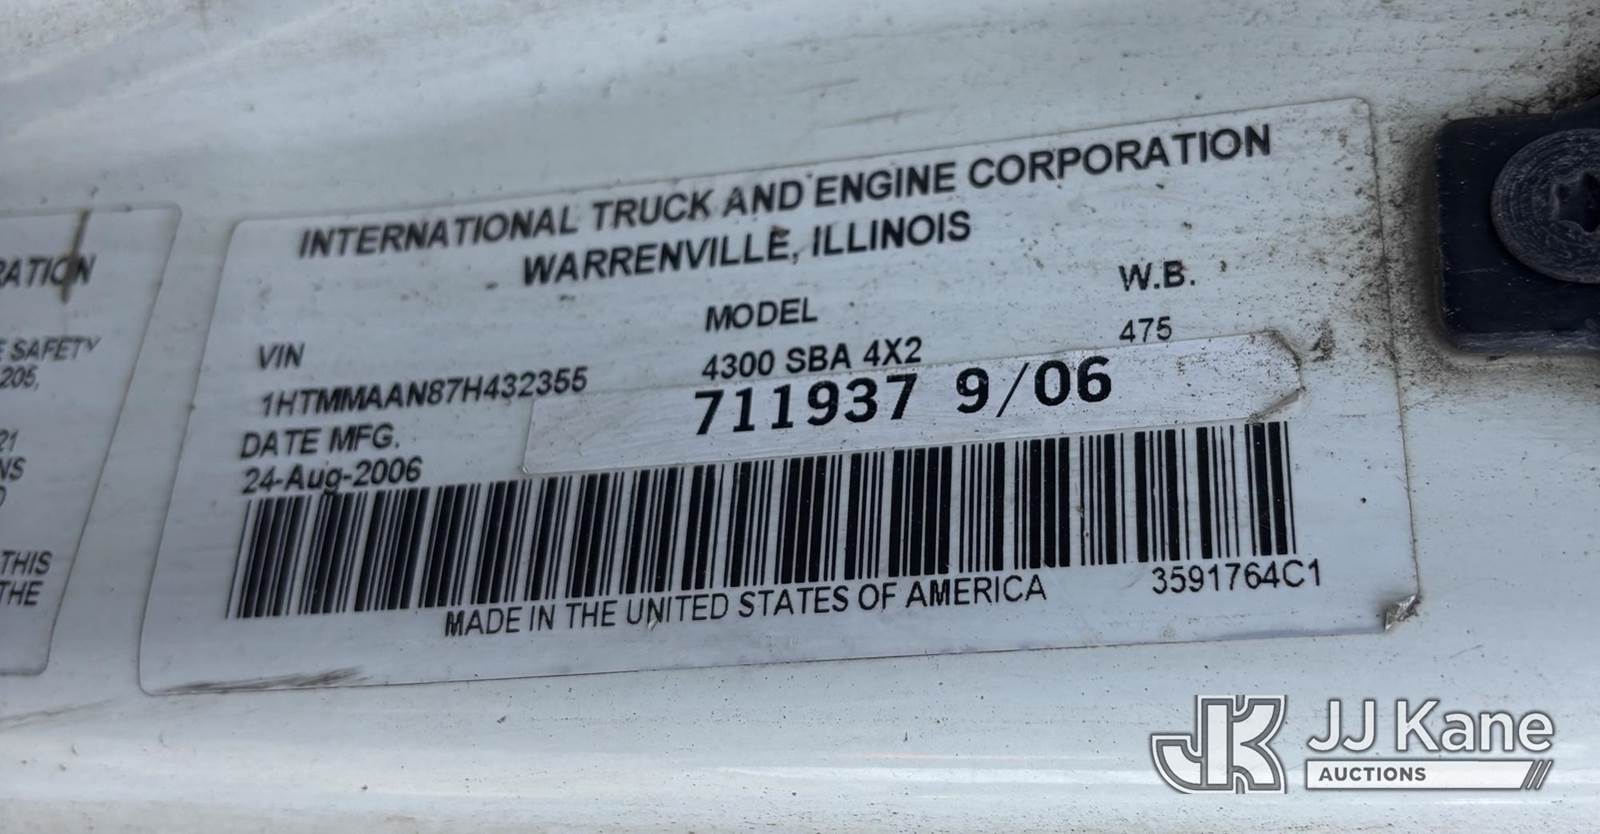 RATION
SAFETY
205,
21
NS
THIS
THE
INTERNATIONAL TRUCK AND ENGINE CORPORATION
WARRENVILLE, ILLINOIS
VIN MODEL W.B.
1HTMMAAN87H432355 4300 SBA 4X2 475
711937 9/06
DATE MFG.
24-Aug-2006
MADE IN THE UNITED STATES OF AMERICA 3591764C1
JK JJ Kane
AUCTIONS